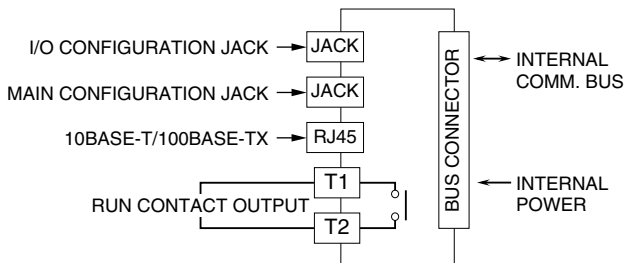 I/O CONFIGURATION JACK
JACK
MAIN CONFIGURATION JACK
JACK
10BASE-T/100BASE-TX
RJ45
T1
RUN CONTACT OUTPUT
T2
BUS CONNECTOR
INTERNAL
COMM. BUS
INTERNAL
POWER